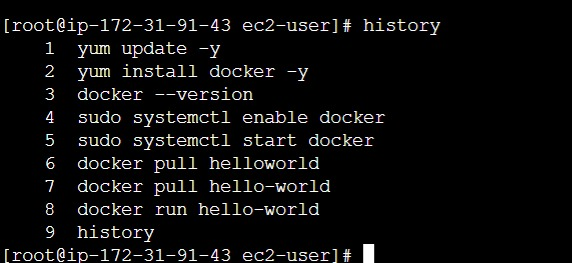 [root@ip-172-31-91-43 ec2-user]# history
    1  yum update -y
    2  yum install docker -y
    3  docker --version
    4  sudo systemctl enable docker
    5  sudo systemctl start docker
    6  docker pull helloworld
    7  docker pull hello-world
    8  docker run hello-world
    9  history
[root@ip-172-31-91-43 ec2-user]#